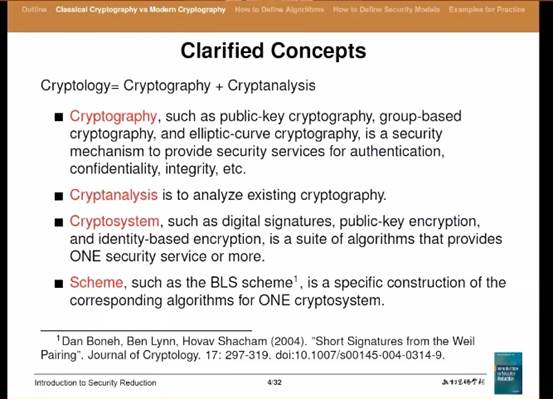 Outline Classical Cryptography vs Modern Cryptography How to Define Algorithms How to Define Security Models Examples for Practice
Clarified Concepts
Cryptology= Cryptography + Cryptanalysis
■ Cryptography, such as public-key cryptography, group-based
cryptography, and elliptic-curve cryptography, is a security
mechanism to provide security services for authentication,
confidentiality, integrity, etc.
■ Cryptanalysis is to analyze existing cryptography.
■ Cryptosystem, such as digital signatures, public-key encryption,
and identity-based encryption, is a suite of algorithms that provides
ONE security service or more.
■ Scheme, such as the BLS scheme¹, is a specific construction of the
corresponding algorithms for ONE cryptosystem.
¹Dan Boneh, Ben Lynn, Hovav Shacham (2004). "Short Signatures from the Weil
Pairing". Journal of Cryptology. 17: 297-319. doi:10.1007/s00145-004-0314-9.
Introduction to Security Reduction
4/32
Introduction
to Security
Reduction